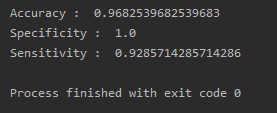 Accuracy :  0.9682539682539683
Specificity :  1.0
Sensitivity :  0.9285714285714286
Process finished with exit code 0